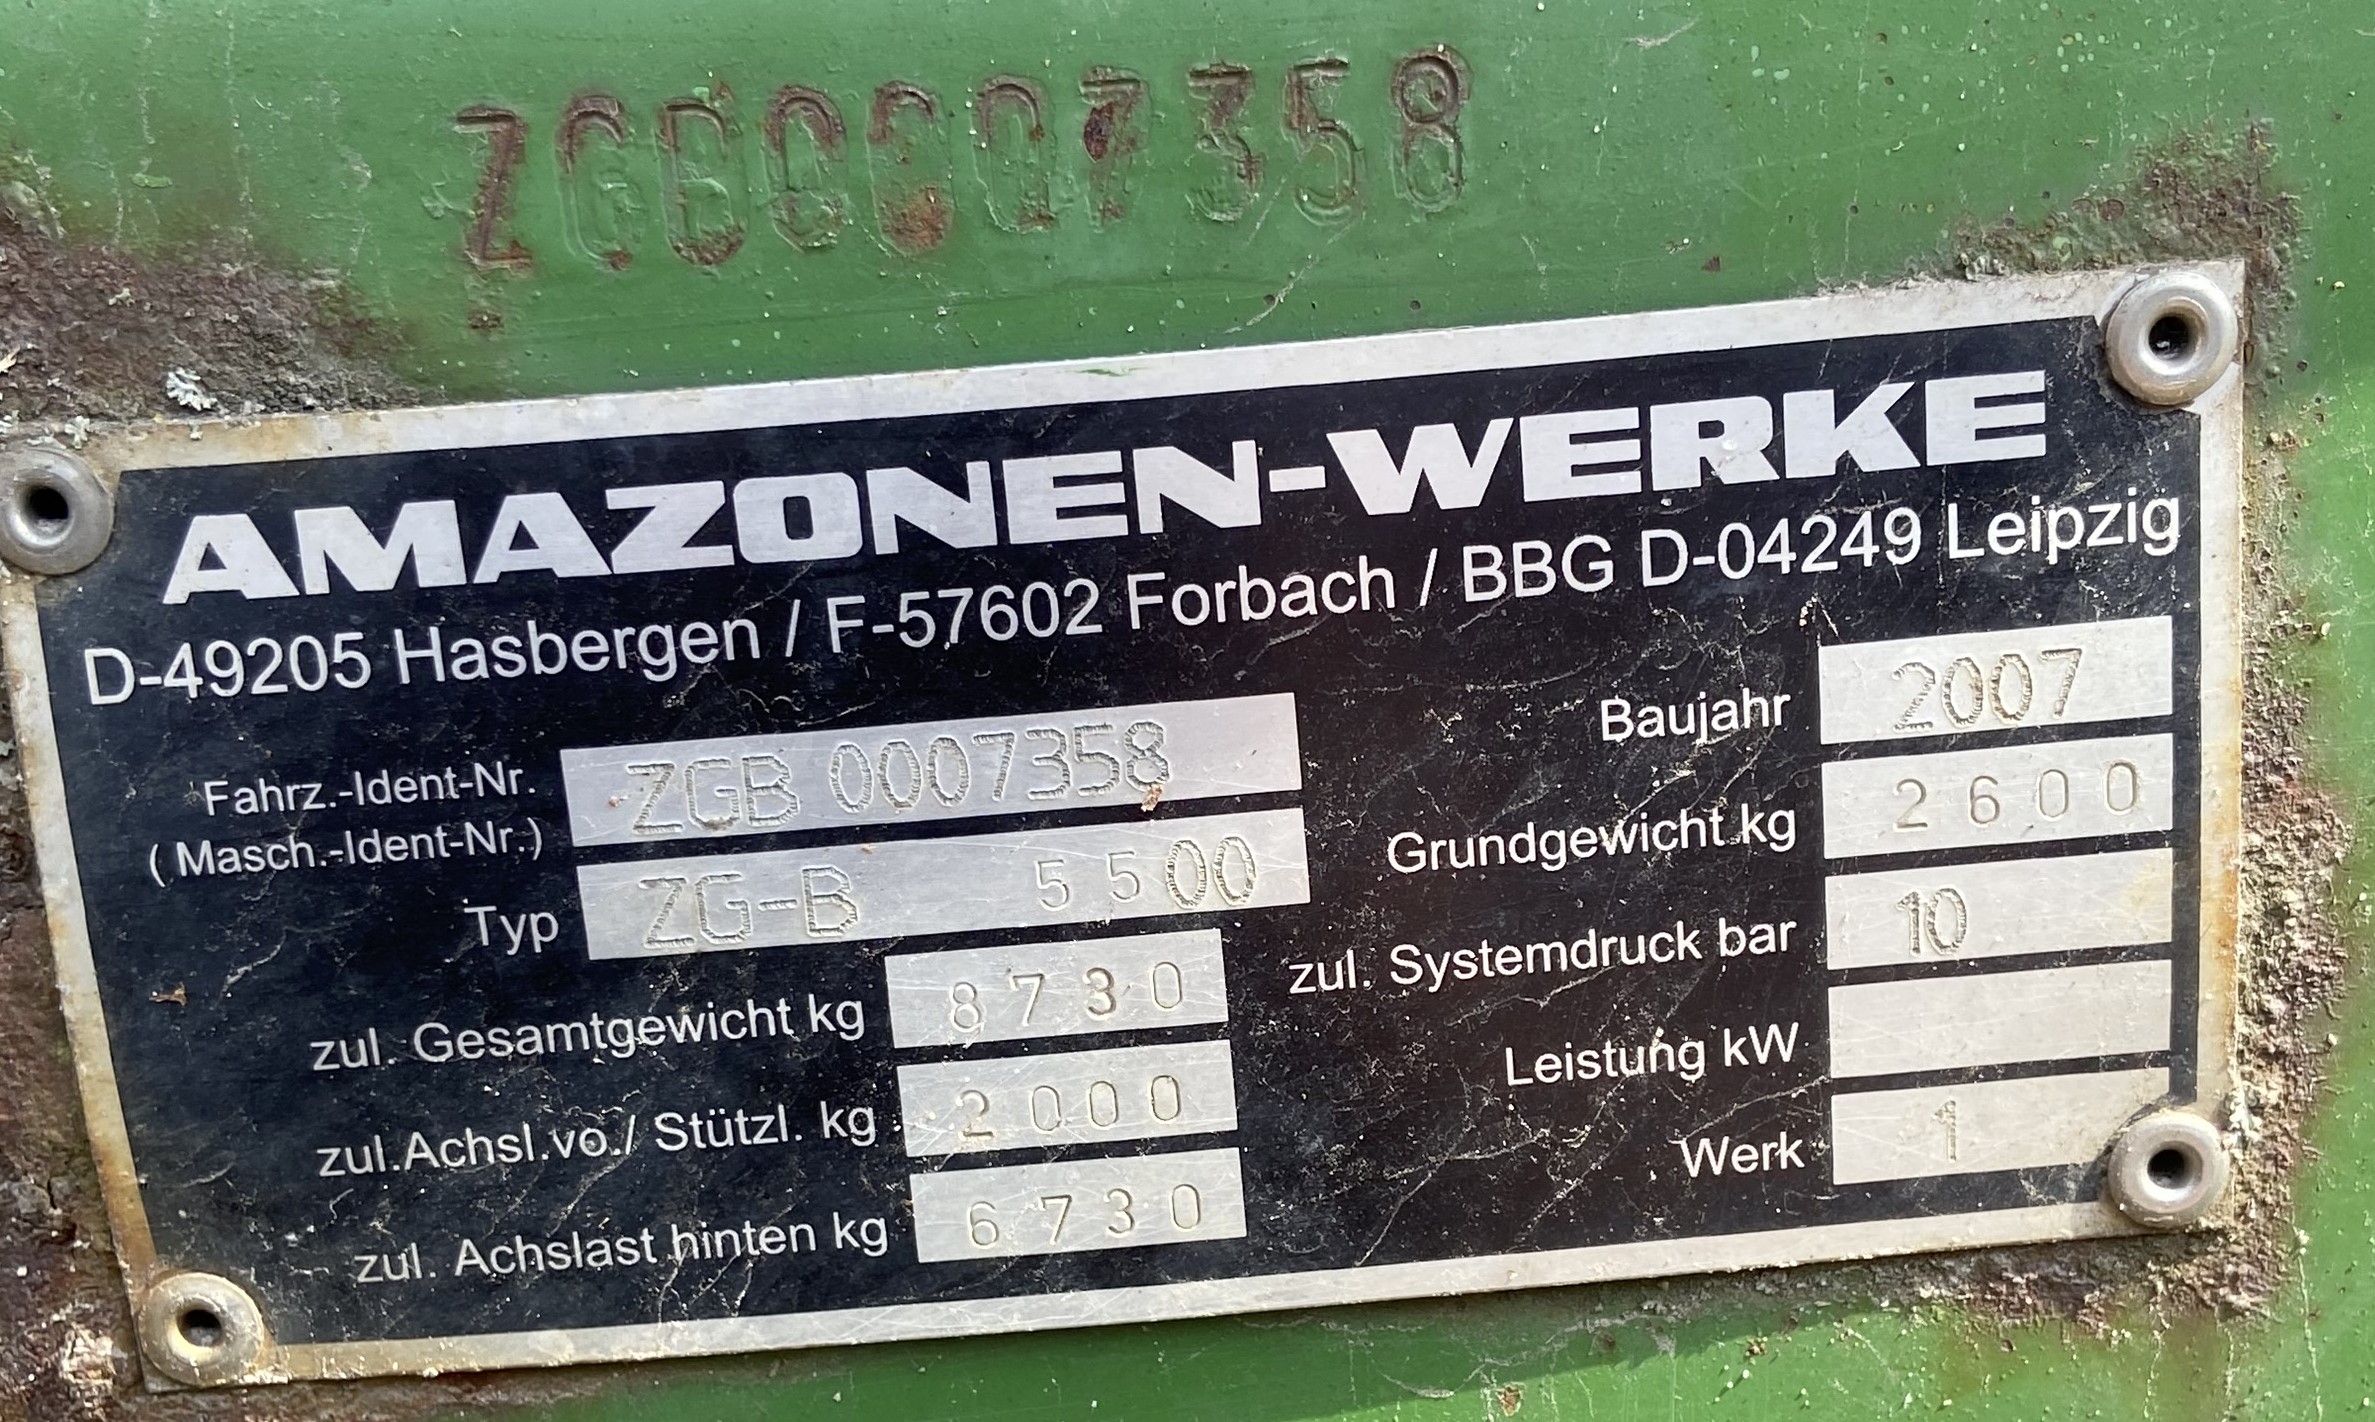 ZGB0007358
AMAZONEN-WERKE
D-49205 Hasbergen / F-57602 Forbach / BBG D-04249 Leipzig
Fahrz.-Ident-Nr.
(Masch.-Ident-Nr.) ZGB 0007358
Typ ZG-B 5500
zul. Gesamtgewicht kg 8730
zul.Achsl.vo./ Stützl. kg 2000
zul. Achslast hinten kg 6730
Baujahr 2007
Grundgewicht kg 2600
zul. Systemdruck bar 10
Leistung kW
Werk 1